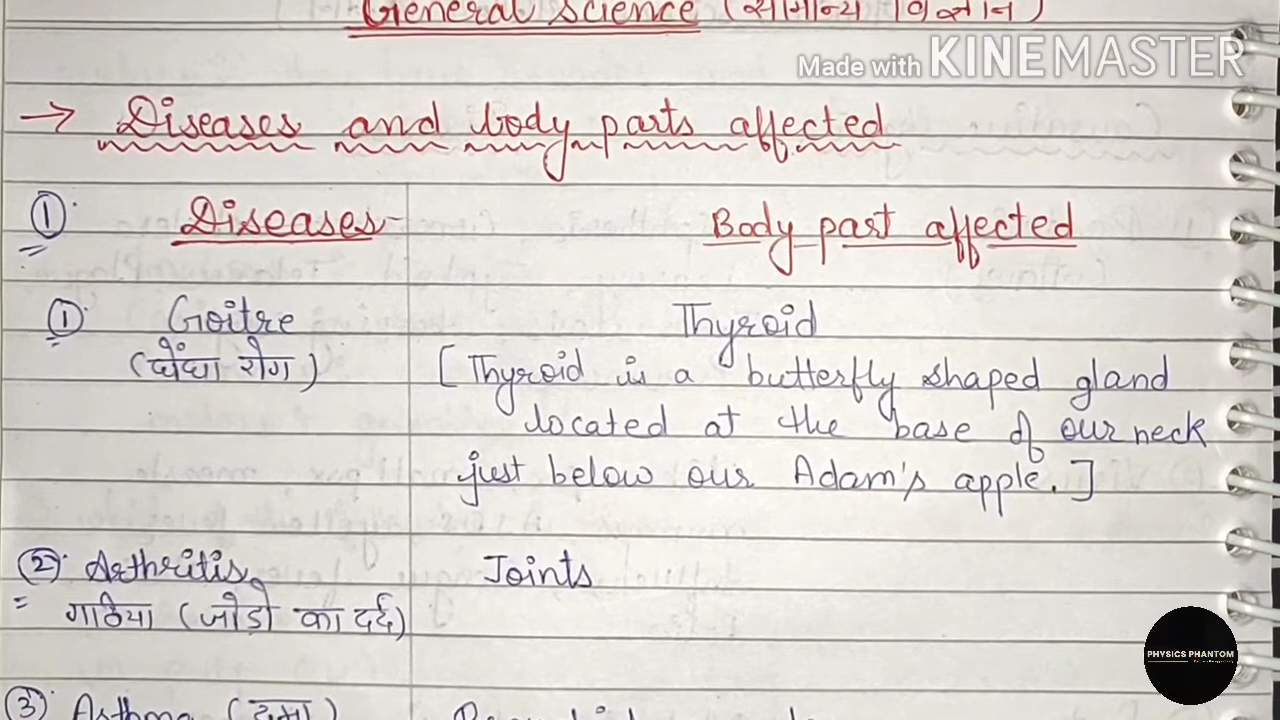 General Science (सामान्य विज्ञान)
Made with KINEMASTER
→ Diseases and body parts affected
① Diseases Body part affected
① Goitre Thyroid
(घेंघा रोग) [Thyroid is a butterfly shaped gland
located at the base of our neck
just below our Adam's apple.]
② Arthritis Joints
गठिया (जोडो का दर्द)
③ Asthma (दमा)
PHYSICS PHANTOM